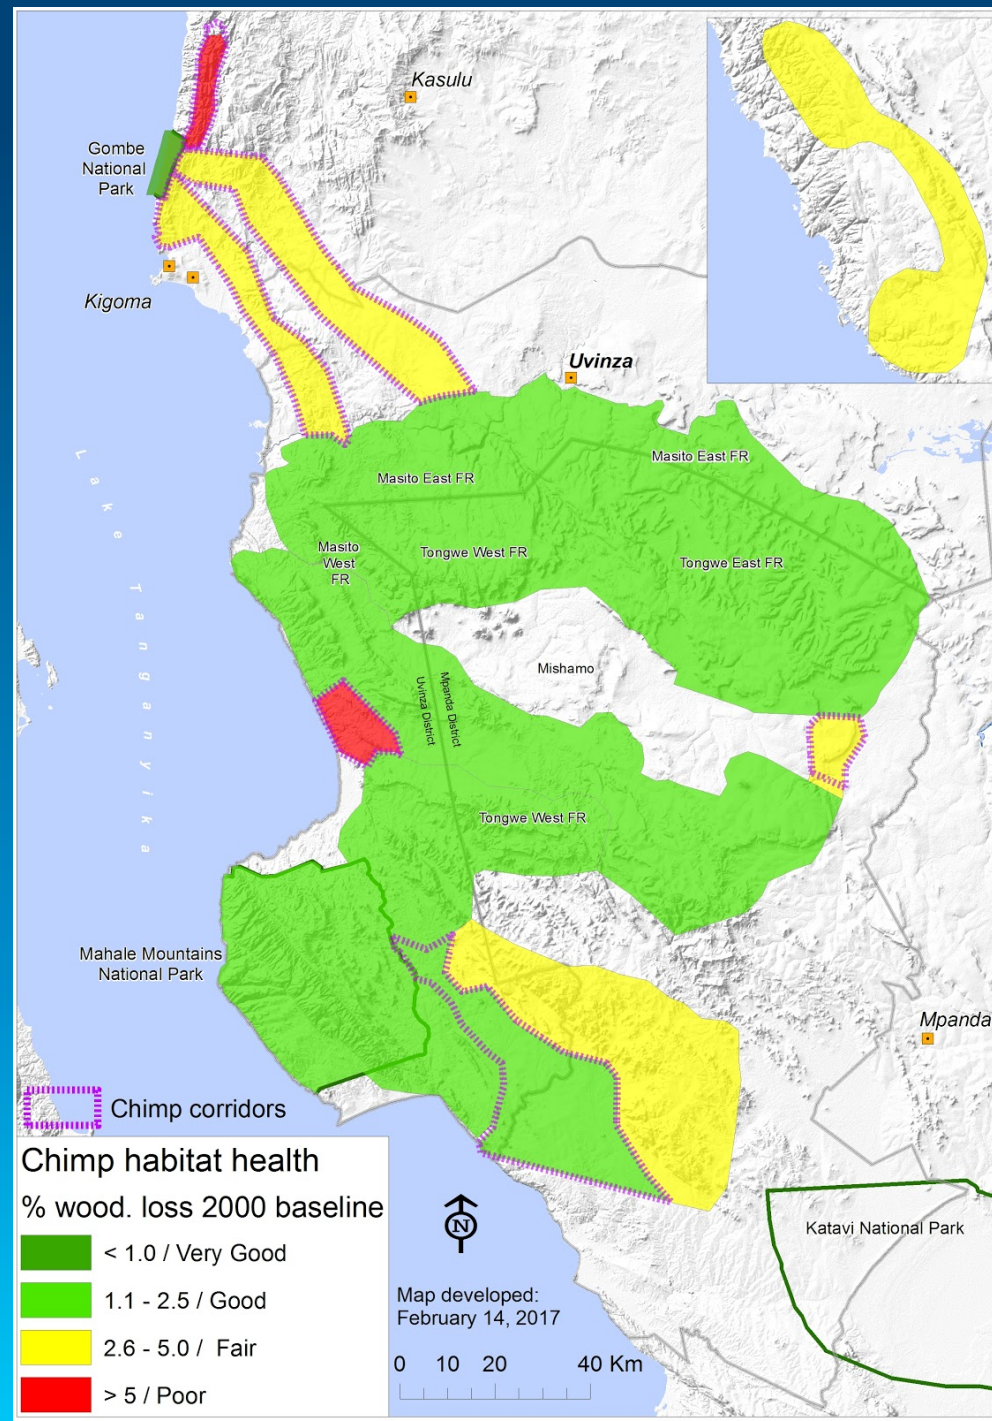 Kasulu
Gombe
National
Park
Kigoma
Uvinza
Masito East FR
Masito East FR
Masito
West
FR
Tongwe West FR
Tongwe East FR
Mishamo
Uvinza District
Mpanda District
Lake Tanganyika
Tongwe West FR
Mahale Mountains
National Park
Mpanda
Chimp corridors
Chimp habitat health
% wood. loss 2000 baseline
< 1.0 / Very Good
1.1 - 2.5 / Good
2.6 - 5.0 / Fair
> 5 / Poor
N
Map developed:
February 14, 2017
0 10 20 40 Km
Katavi National Park